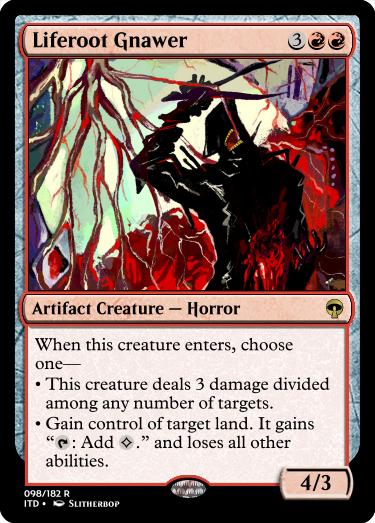 Liferoot Gnawer 3
Artifact Creature — Horror
When this creature enters, choose
one—
• This creature deals 3 damage divided
among any number of targets.
• Gain control of target land. It gains
“: Add .” and loses all other
abilities.
4/3
098/182 R
ITD • Slitherbop